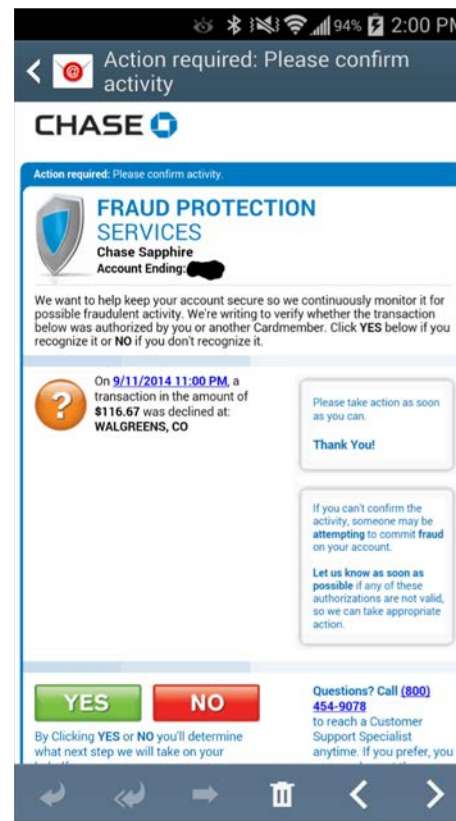 94% 2:00 PM
Action required: Please confirm
activity
CHASE
Action required: Please confirm activity.
FRAUD PROTECTION
SERVICES
Chase Sapphire
Account Ending:
We want to help keep your account secure so we continuously monitor it for
possible fraudulent activity. We're writing to verify whether the transaction
below was authorized by you or another Cardmember. Click YES below if you
recognize it or NO if you don't recognize it.
?
On 9/11/2014 11:00 PM, a
transaction in the amount of
$116.67 was declined at:
WALGREENS, CO
Please take action as soon
as you can.
Thank You!
If you can't confirm the
activity, someone may be
attempting to commit fraud
on your account.
Let us know as soon as
possible if any of these
authorizations are not valid,
so we can take appropriate
action.
YES
NO
By Clicking YES or NO you'll determine
what next step we will take on your
Questions? Call (800)
454-9078
to reach a Customer
Support Specialist
anytime. If you prefer, you